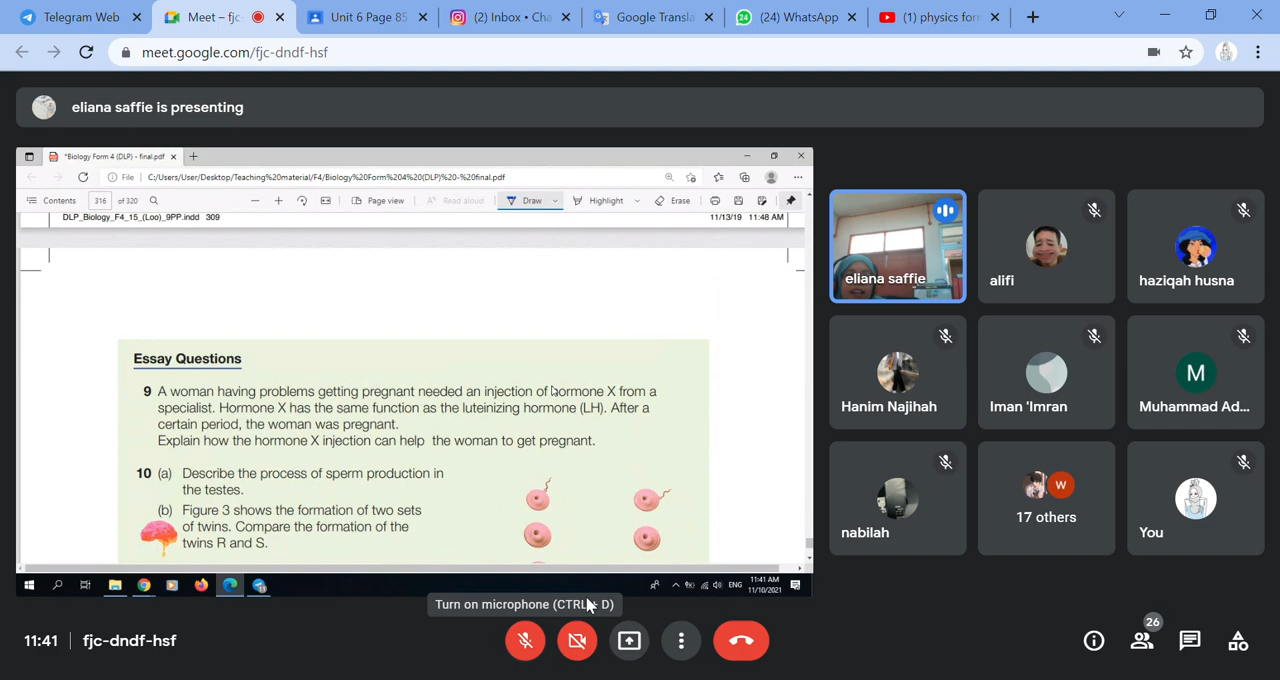 Telegram Web
Meet – fjc-
Unit 6 Page 85
(2) Inbox • Cha
Google Transla
(24) WhatsApp
(1) physics form
meet.google.com/fjc-dndf-hsf
eliana saffie is presenting
*Biology Form 4 (DLP) - final.pdf
File C:/Users/User/Desktop/Teaching%20material/F4/Biology%20Form%204%20(DLP)%20-%20final.pdf
Contents 316 of 320 Page view Read aloud Draw Highlight Erase
DLP_Biology_F4_15_(Loo)_9PP.indd 309
11/13/19 11:48 AM
Essay Questions
9 A woman having problems getting pregnant needed an injection of hormone X from a
specialist. Hormone X has the same function as the luteinizing hormone (LH). After a
certain period, the woman was pregnant.
Explain how the hormone X injection can help the woman to get pregnant.
10 (a) Describe the process of sperm production in
the testes.
(b) Figure 3 shows the formation of two sets
of twins. Compare the formation of the
twins R and S.
ENG
11:41 AM
11/10/2021
eliana saffie
alifi
haziqah husna
Hanim Najihah
Iman 'Imran
M
Muhammad Ad...
nabilah
W
17 others
You
Turn on microphone (CTRL + D)
11:41
fjc-dndf-hsf
26